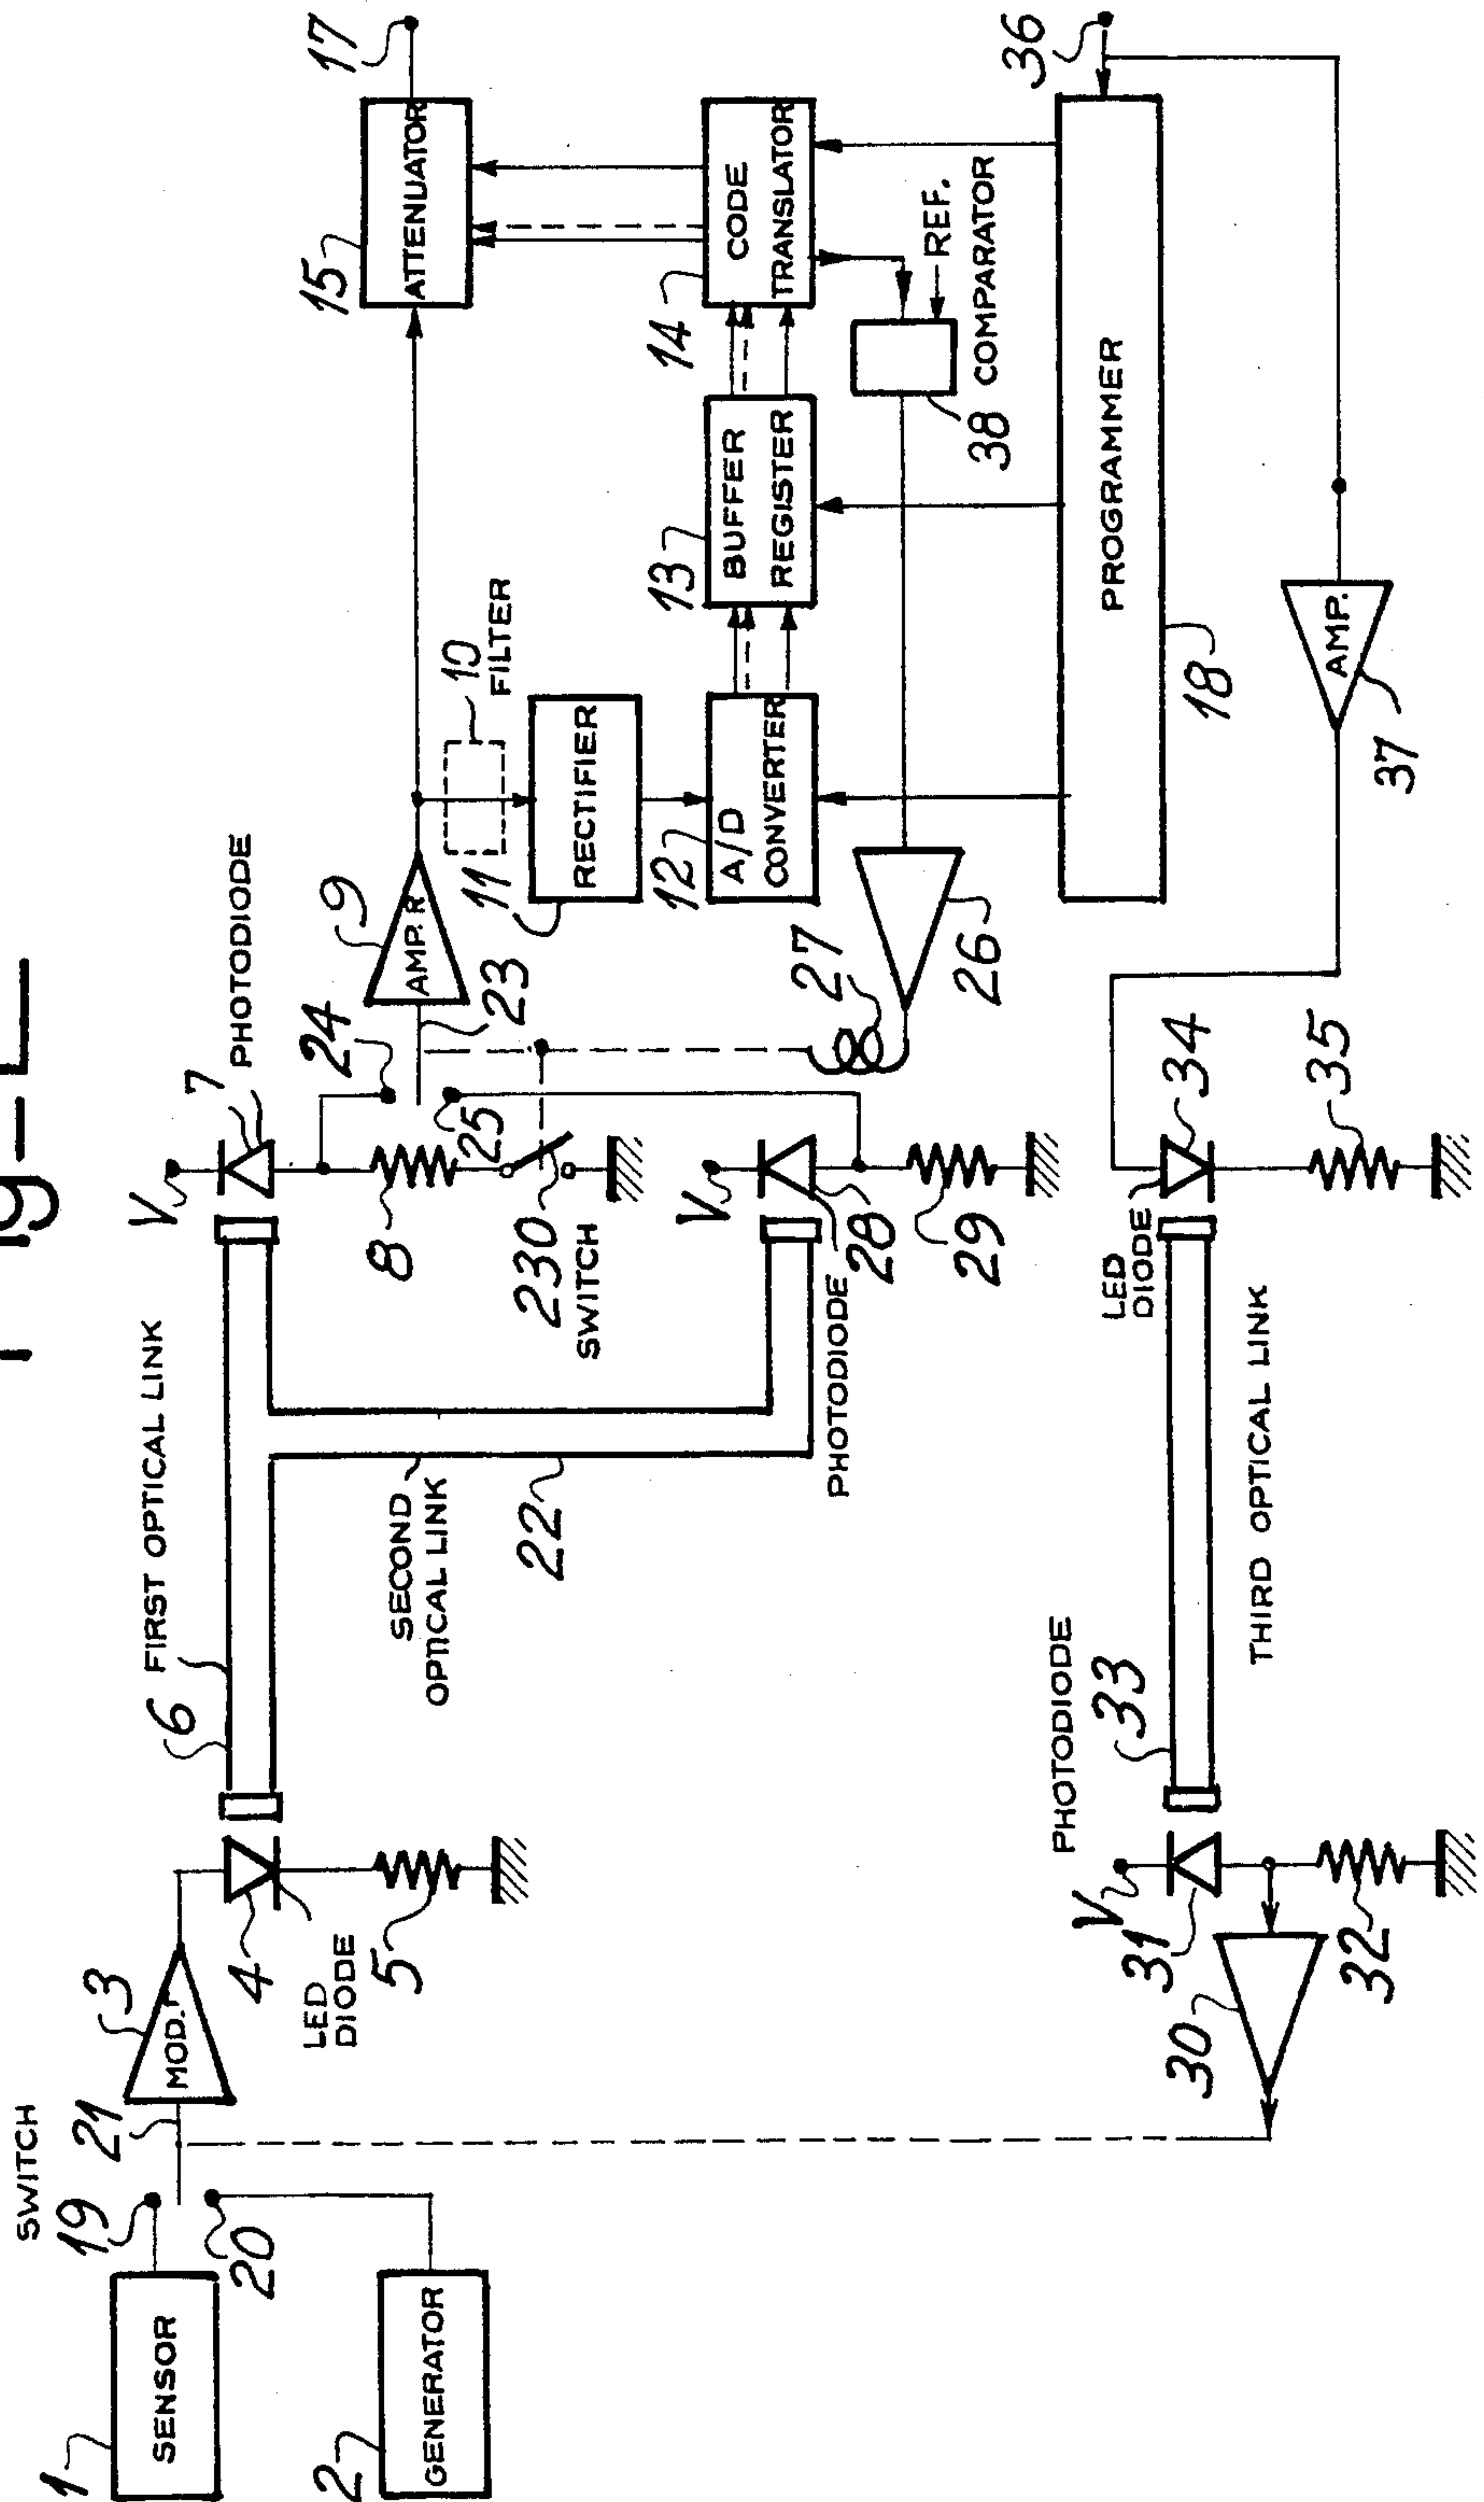 Fig_1
SWITCH
1
SENSOR
19
20
21
3
MOD.
2
GENERATOR
4
LED
DIODE
5
6
FIRST OPTICAL LINK
SECOND
OPTICAL LINK
22
V
7
PHOTODIODE
8
24
25
23
230
SWITCH
V
28
PHOTODIODE
29
27
26
9
AMP. R
10
FILTER
11
RECTIFIER
12
A/D
CONVERTER
13
BUFFER
REGISTER
14
CODE
TRANSLATOR
15
ATTENUATOR
17
REF.
COMPARATOR
38
PROGRAMMER
18
36
AMP.
37
PHOTODIODE
V
31
30
32
33
THIRD OPTICAL LINK
LED
DIODE
34
35